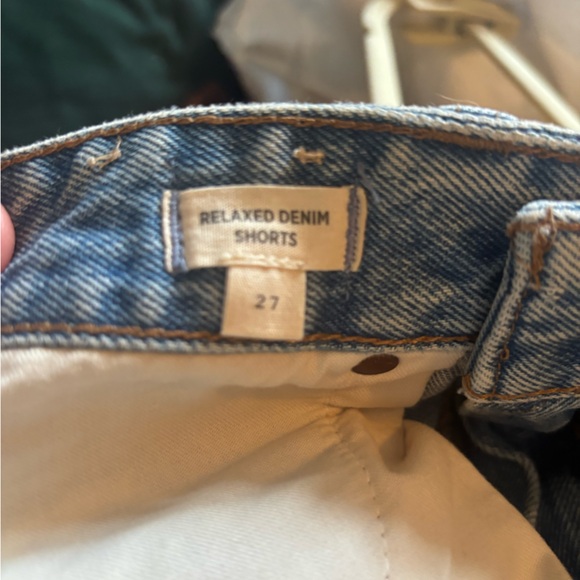 RELAXED DENIM
SHORTS
27